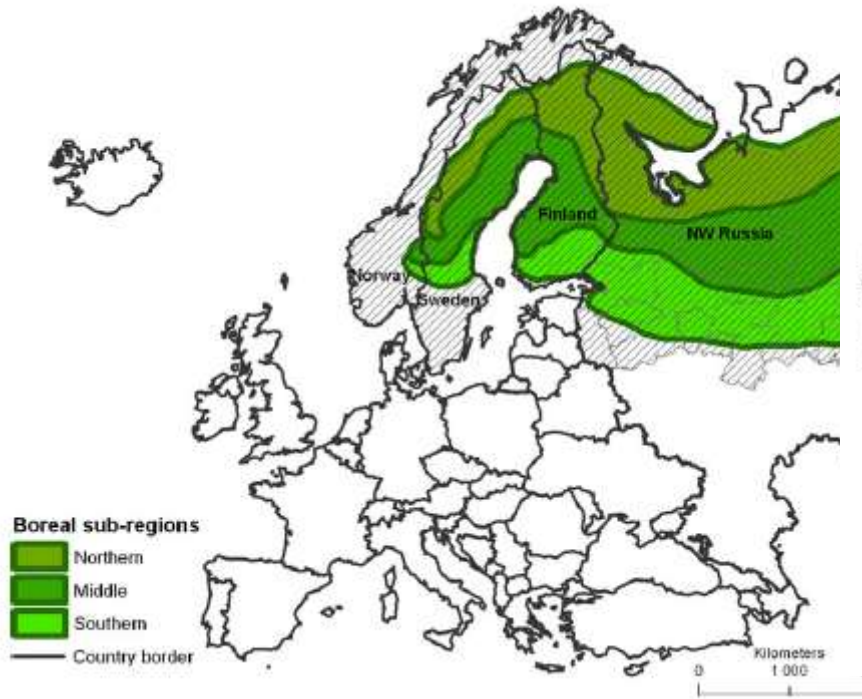 Finland
NW Russia
Norway
Sweden
Boreal sub-regions
Northern
Middle
Southern
Country border
Kilometers
0 1 000